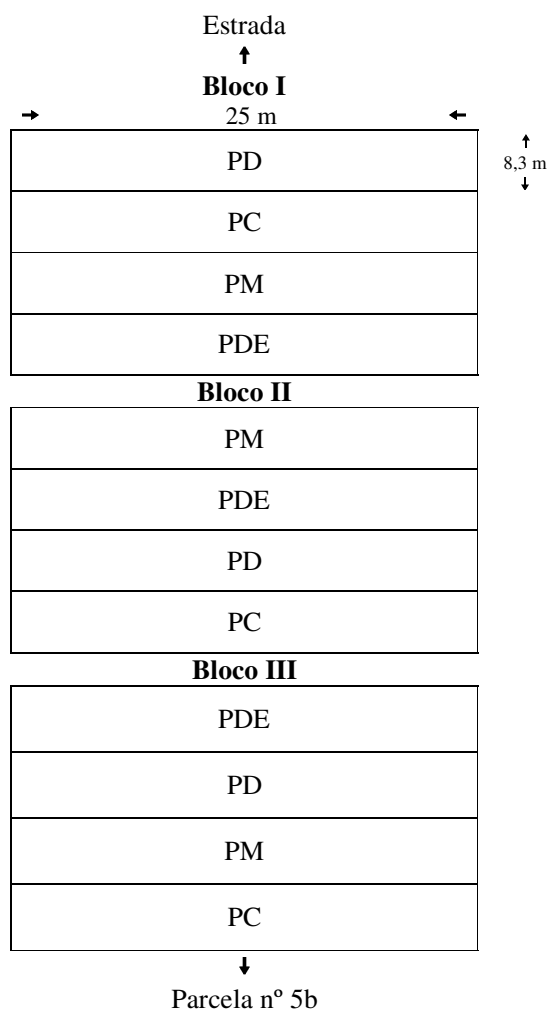 Estrada
Bloco I
25 m
PD
8,3 m
PC
PM
PDE
Bloco II
PM
PDE
PD
PC
Bloco III
PDE
PD
PM
PC
Parcela nº 5b